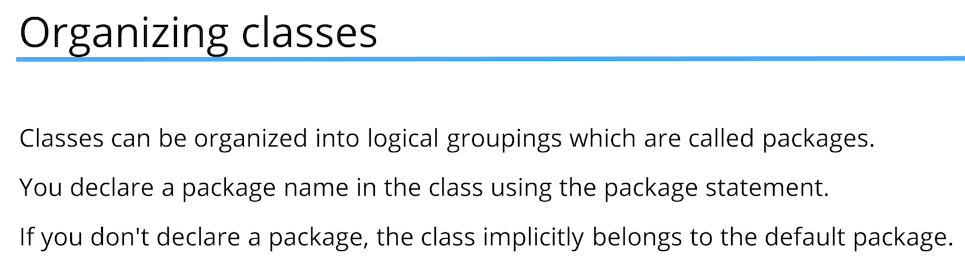 Organizing classes
Classes can be organized into logical groupings which are called packages.
You declare a package name in the class using the package statement.
If you don't declare a package, the class implicitly belongs to the default package.